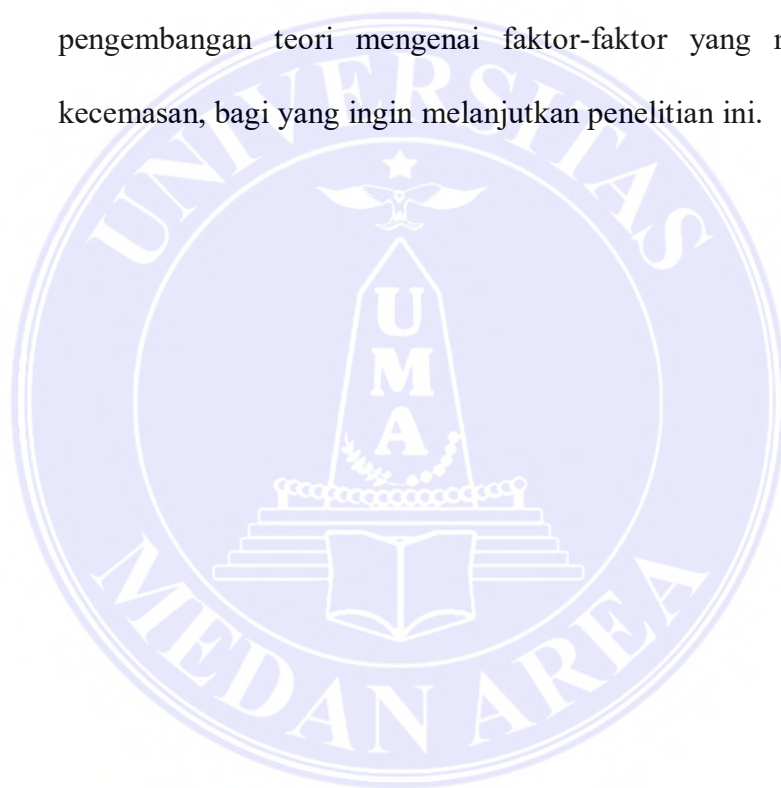 pengembangan teori mengenai faktor-faktor yang
kecemasan, bagi yang ingin melanjutkan penelitian ini.
UNIVERSITAS
UMA
MEDAN AREA